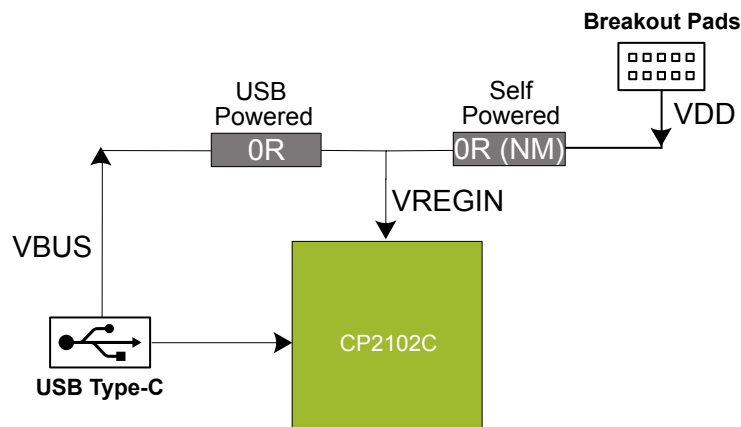 Breakout Pads
USB
Powered
Self
Powered
VDD
0R
0R (NM)
VREGIN
VBUS
CP2102C
USB Type-C